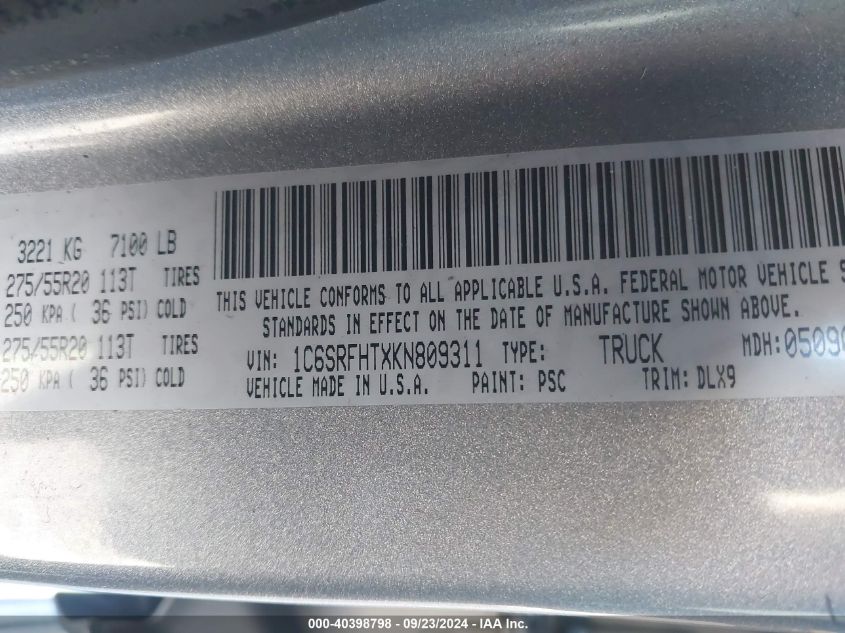 3221 KG 7100 LB
275/55R20 113T TIRES
250 KPA ( 36 PSI) COLD
275/55R20 113T TIRES
250 KPA ( 36 PSI) COLD
THIS VEHICLE CONFORMS TO ALL APPLICABLE U.S.A. FEDERAL MOTOR VEHICLE S
STANDARDS IN EFFECT ON THE DATE OF MANUFACTURE SHOWN ABOVE.
VIN: 1C6SRFHTXKN809311 TYPE: TRUCK MDH:05090
VEHICLE MADE IN U.S.A. PAINT: PSC TRIM: DLX9
000-40398798 - 09/23/2024 - IAA Inc.